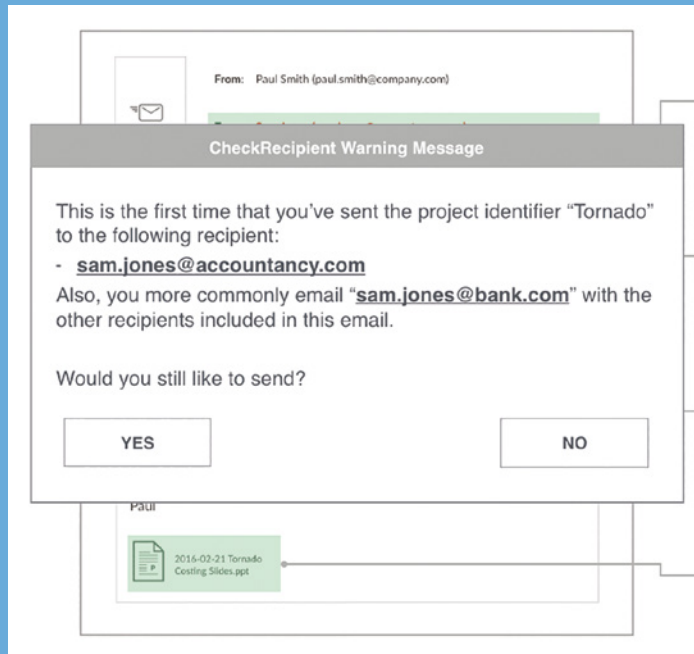 From: Paul Smith (paul.smith@company.com)
CheckRecipient Warning Message
This is the first time that you've sent the project identifier “Tornado”
to the following recipient:
- sam.jones@accountancy.com
Also, you more commonly email “sam.jones@bank.com” with the
other recipients included in this email.
Would you still like to send?
YES
NO
Paul
2016-02-21 Tornado
Costing Slides.ppt